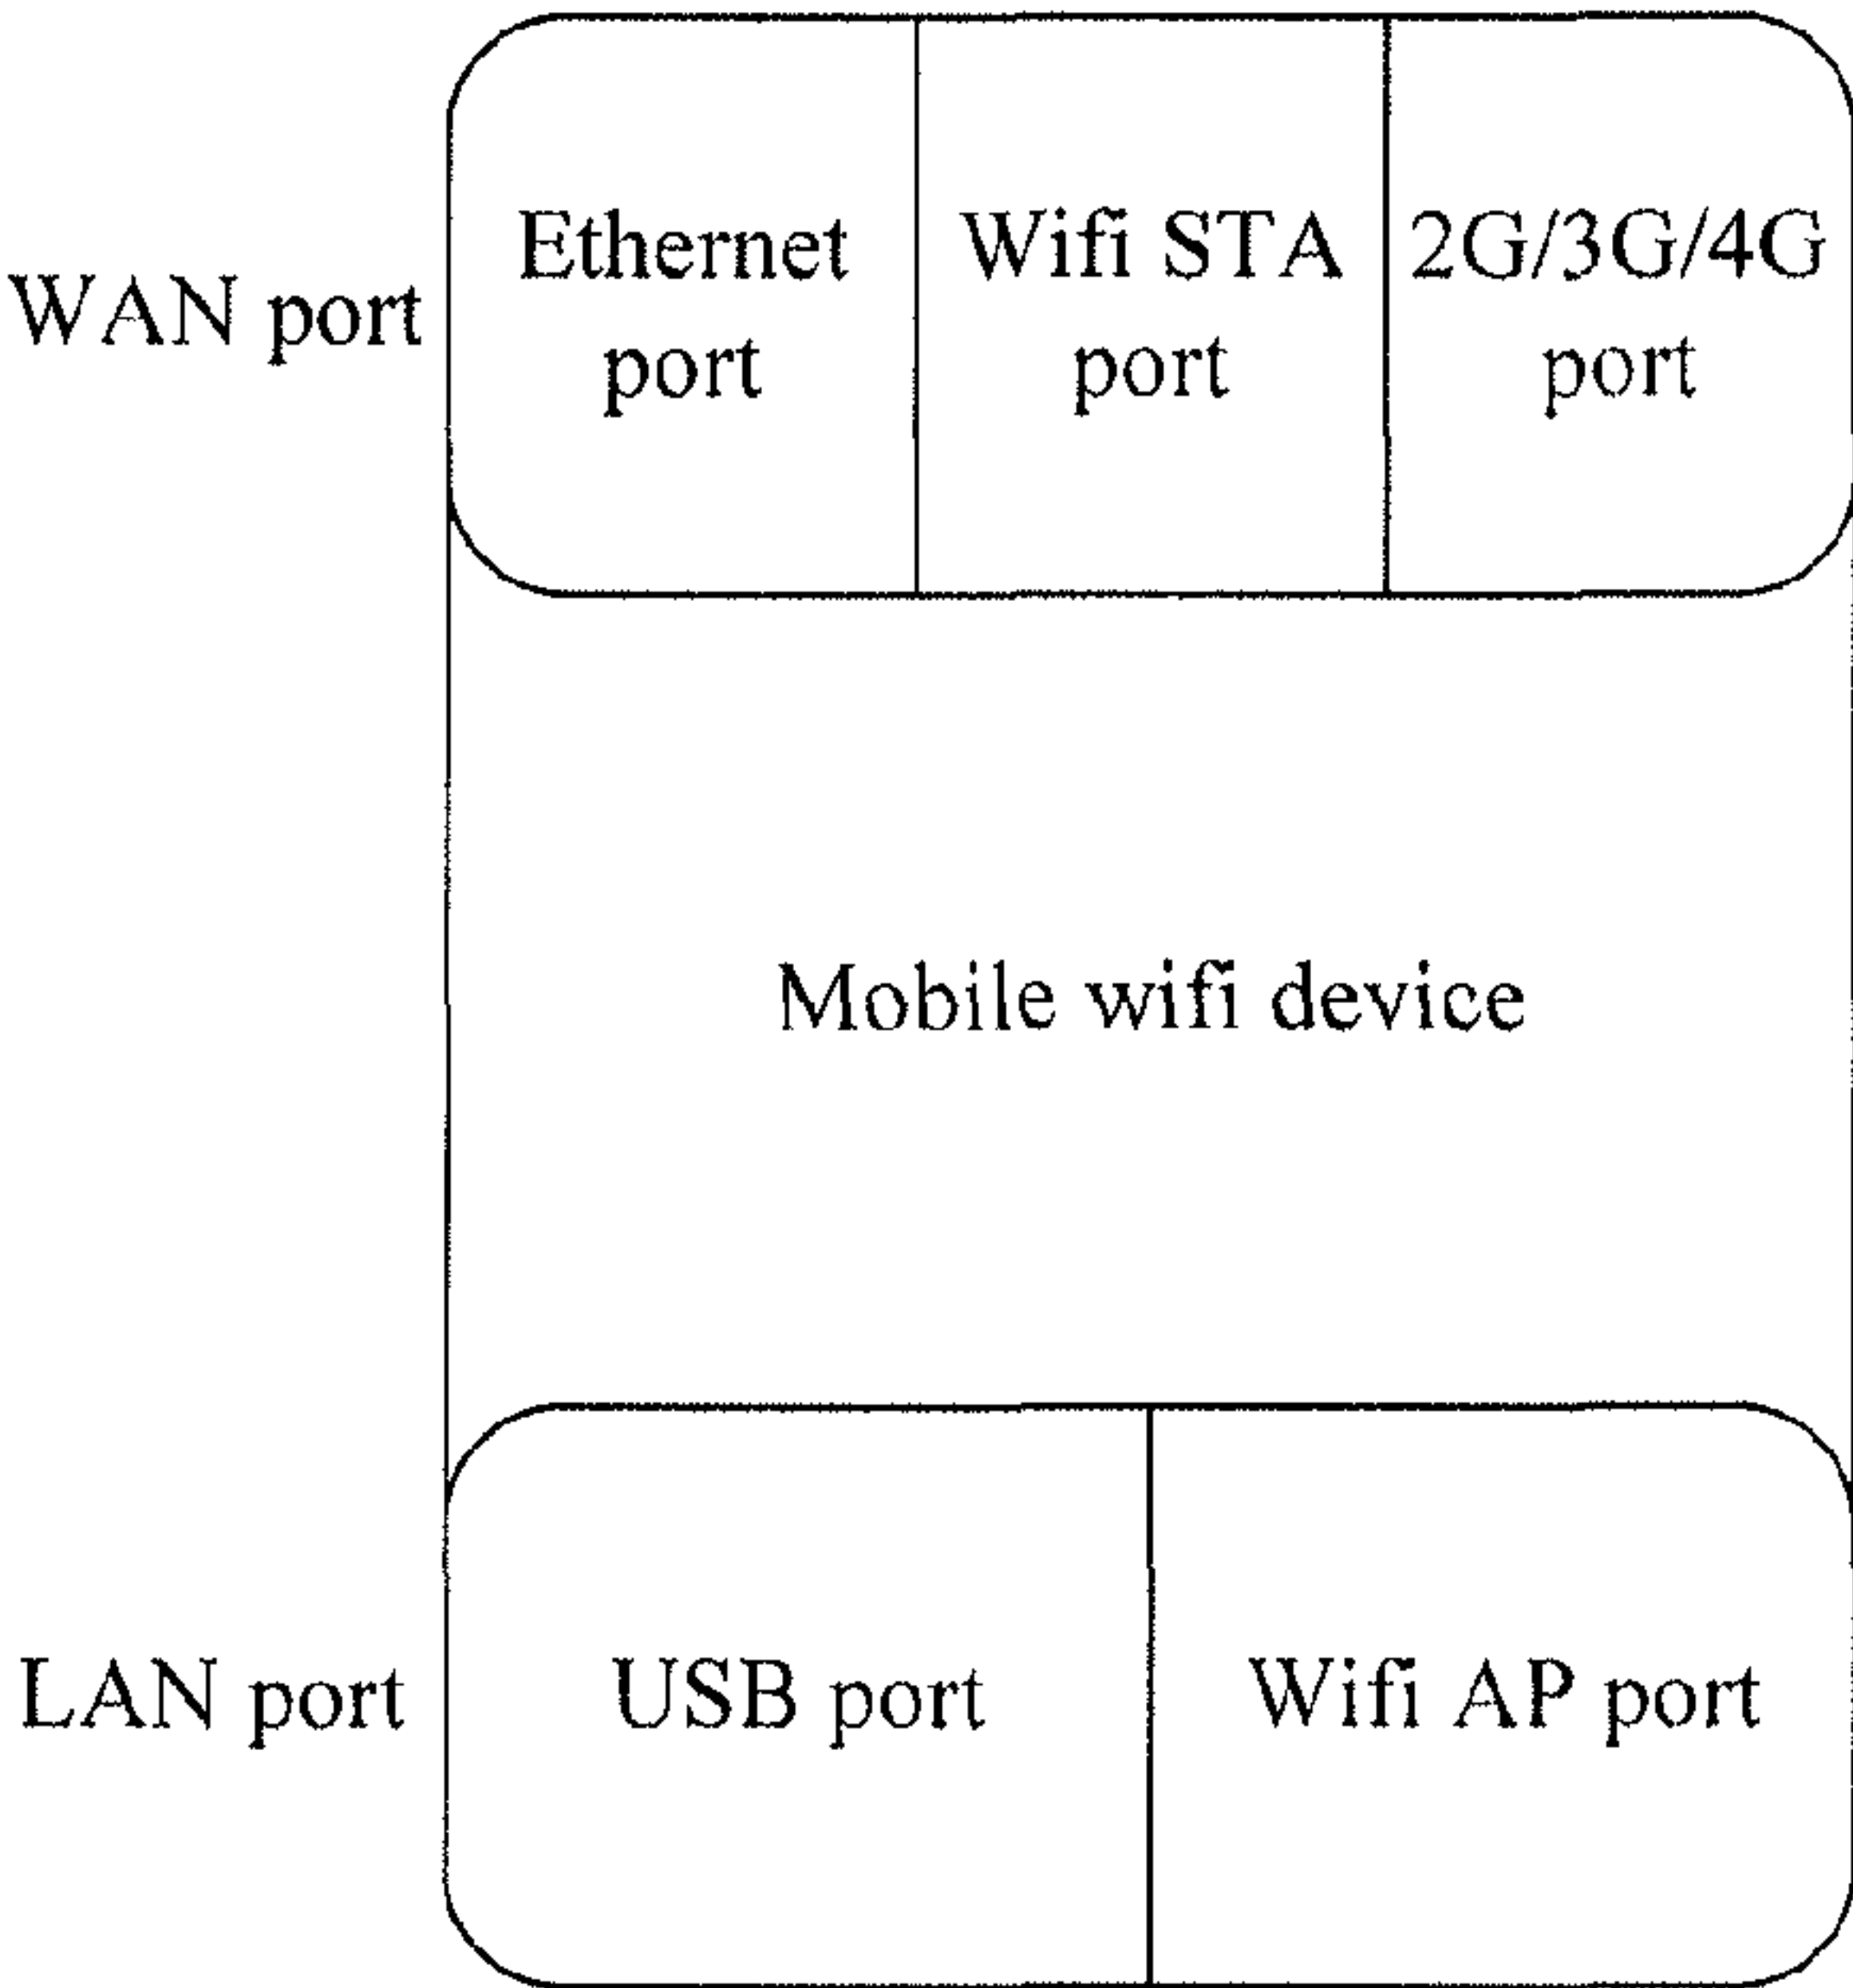 WAN port
Ethernet
port
Wifi STA
port
2G/3G/4G
port
Mobile wifi device
LAN port
USB port
Wifi AP port